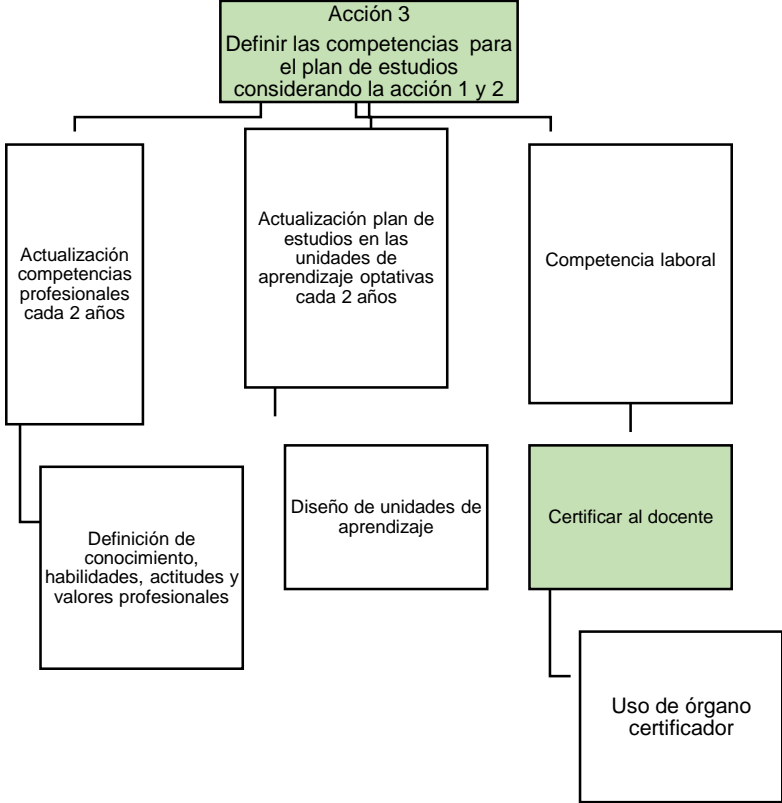 Acción 3
Definir las competencias para
el plan de estudios
considerando la acción 1 y 2
Actualización
competencias
profesionales
cada 2 años
Actualización plan de
estudios en las
unidades de
aprendizaje optativas
cada 2 años
Competencia laboral
Definición de
conocimiento,
habilidades, actitudes y
valores profesionales
Diseño de unidades de
aprendizaje
Certificar al docente
Uso de órgano
certificador